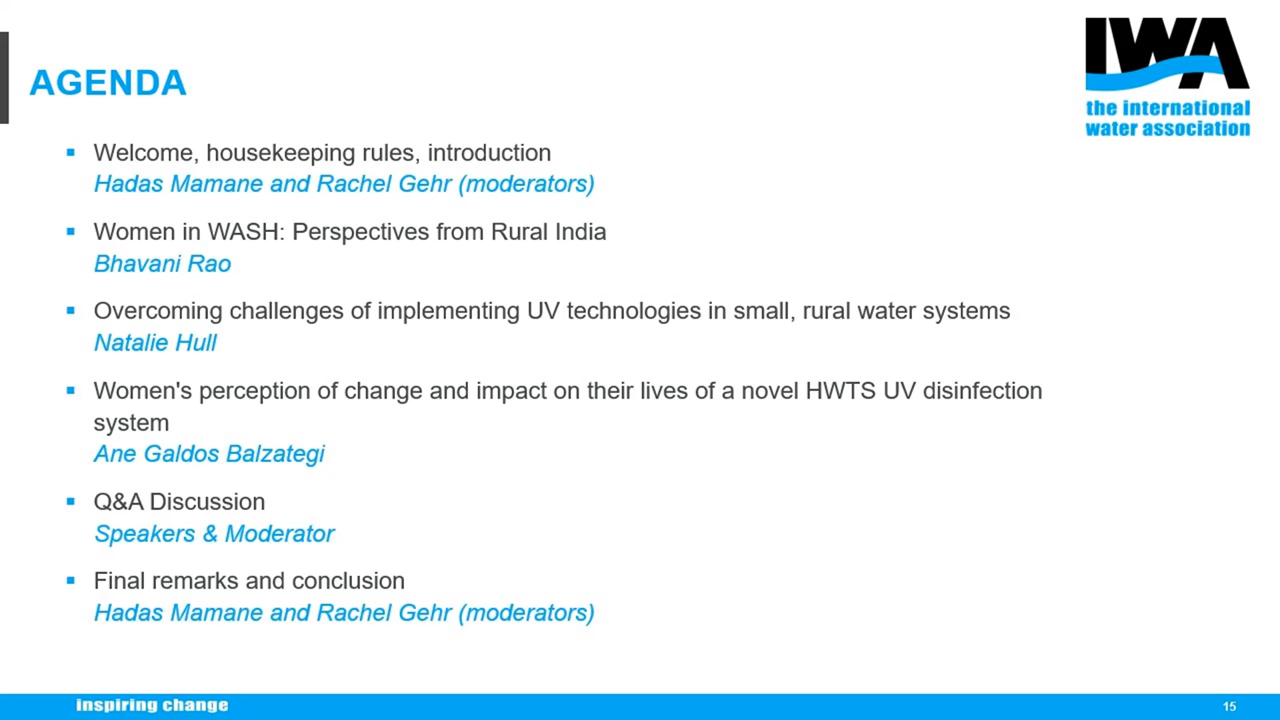 AGENDA
IWA
the international
water association
Welcome, housekeeping rules, introduction
Hadas Mamane and Rachel Gehr (moderators)
Women in WASH: Perspectives from Rural India
Bhavani Rao
Overcoming challenges of implementing UV technologies in small, rural water systems
Natalie Hull
Women's perception of change and impact on their lives of a novel HWTS UV disinfection
system
Ane Galdos Balzategi
Q&A Discussion
Speakers & Moderator
Final remarks and conclusion
Hadas Mamane and Rachel Gehr (moderators)
inspiring change
15